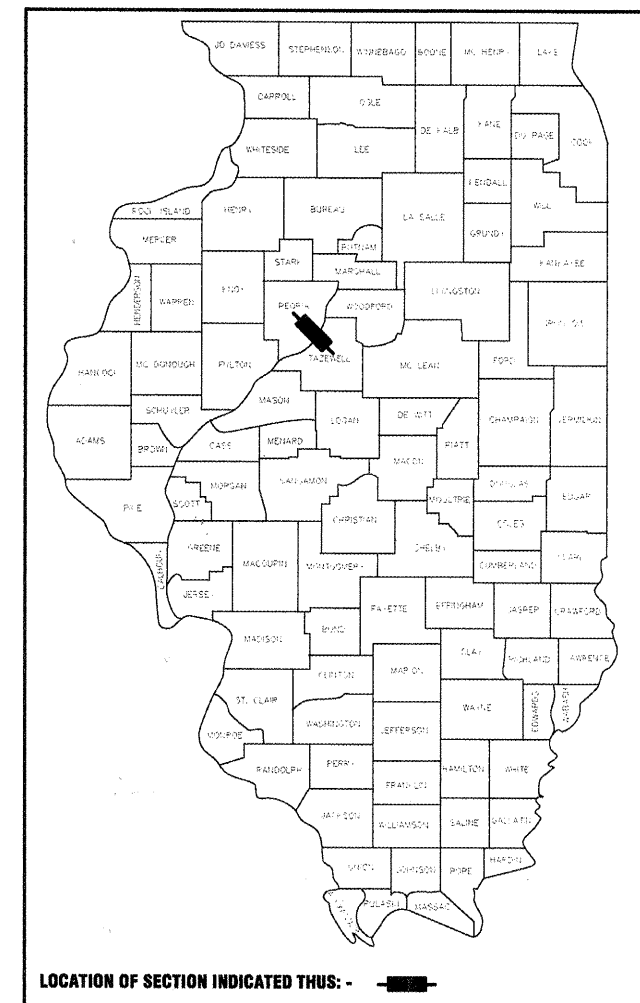 JO DAVIESS STEPHENSON WINNEBAGO BOONE MC HENRY LAKE
CARROLL OGLE
DE KALB KANE DU PAGE COOK
WHITESIDE LEE
KENDALL
WILL
ROCK ISLAND HENRY BUREAU LA SALLE
GRUNDY
MERCER PUTNAM
STARK KANKAKEE
MARSHALL
HENDERSON WARREN KNOX LIVINGSTON
PEORIA WOODFORD IROQUOIS
TAZEWELL
HANCOCK MC DONOUGH FULTON MC LEAN FORD
MASON
SCHUYLER LOGAN DE WITT CHAMPAIGN VERMILION
ADAMS BROWN CASS MENARD PIATT
MACON
MORGAN SANGAMON DOUGLAS
PIKE SCOTT MOULTRIE EDGAR
CHRISTIAN COLES
GREENE SHELBY
CALHOUN MACOUPIN MONTGOMERY CUMBERLAND CLARK
JERSEY
FAYETTE EFFINGHAM JASPER CRAWFORD
MADISON BOND
CLAY
RICHLAND LAWRENCE
CLINTON MARION
ST. CLAIR
WAYNE EDWARDS WABASH
WASHINGTON JEFFERSON
MONROE
RANDOLPH PERRY HAMILTON WHITE
FRANKLIN
JACKSON WILLIAMSON SALINE GALLATIN
UNION JOHNSON POPE HARDIN
PULASKI MASSAC
LOCATION OF SECTION INDICATED THUS: -